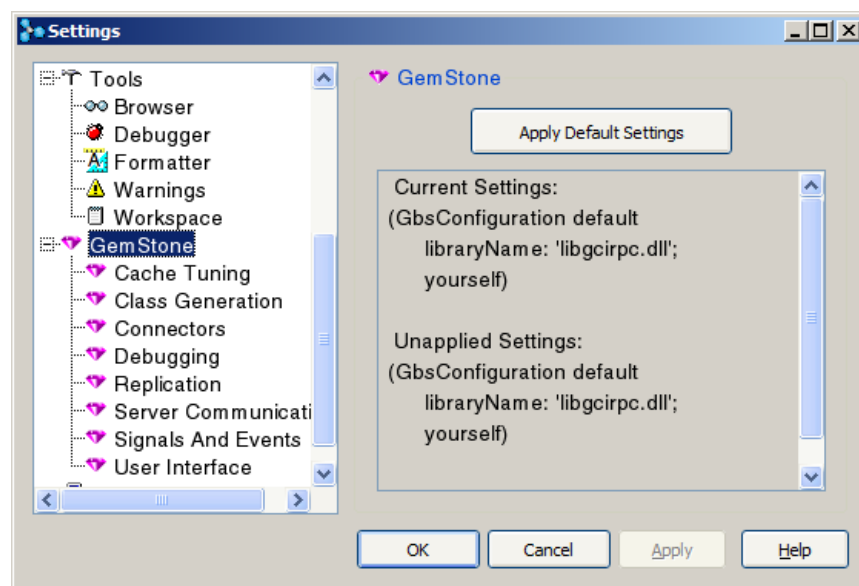 Settings
Tools
Browser
Debugger
Formatter
Warnings
Workspace
GemStone
Cache Tuning
Class Generation
Connectors
Debugging
Replication
Server Communicati
Signals And Events
User Interface
GemStone
Apply Default Settings
Current Settings:
(GbsConfiguration default
libraryName: 'libgcirpc.dll';
yourself)
Unapplied Settings:
(GbsConfiguration default
libraryName: 'libgcirpc.dll';
yourself)
OK
Cancel
Apply
Help